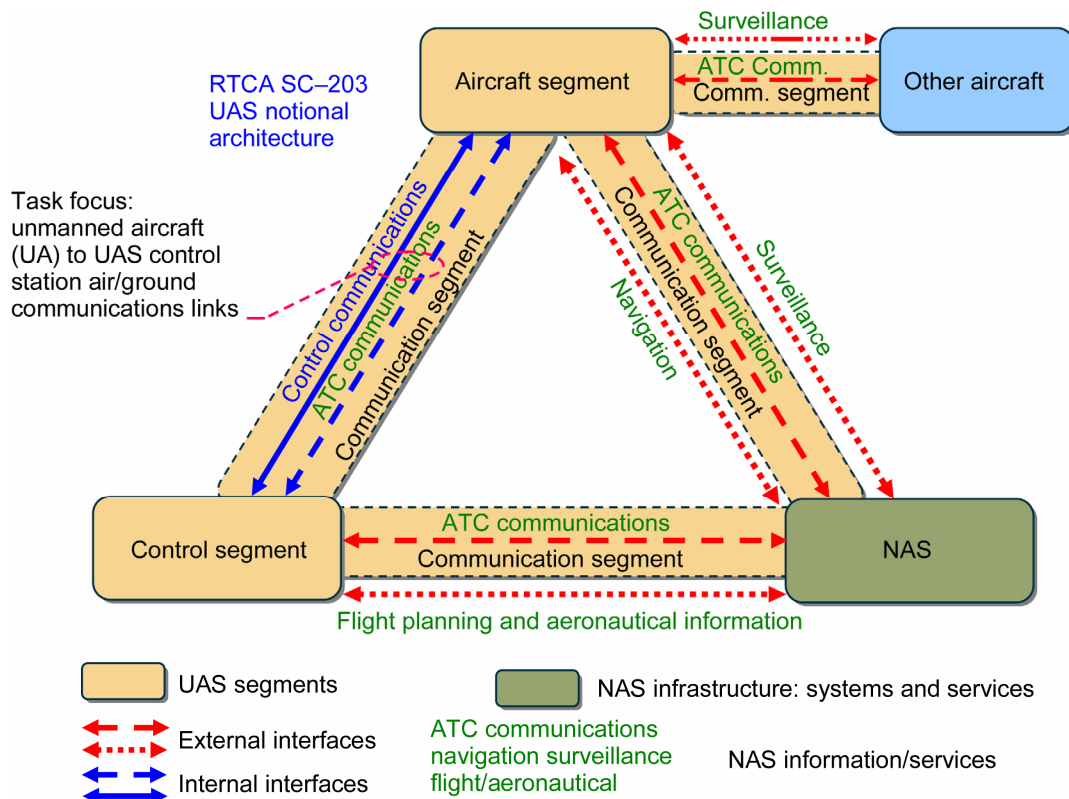 Surveillance
Aircraft segment
ATC Comm.
Comm. segment
Other aircraft
RTCA SC–203
UAS notional
architecture
Task focus:
unmanned aircraft
(UA) to UAS control
station air/ground
communications links
Control communications
ATC communications
Communication segment
ATC communications
Communication segment
Navigation
Surveillance
Control segment
ATC communications
Communication segment
NAS
Flight planning and aeronautical information
UAS segments
NAS infrastructure: systems and services
External interfaces
Internal interfaces
ATC communications
navigation surveillance
flight/aeronautical
NAS information/services